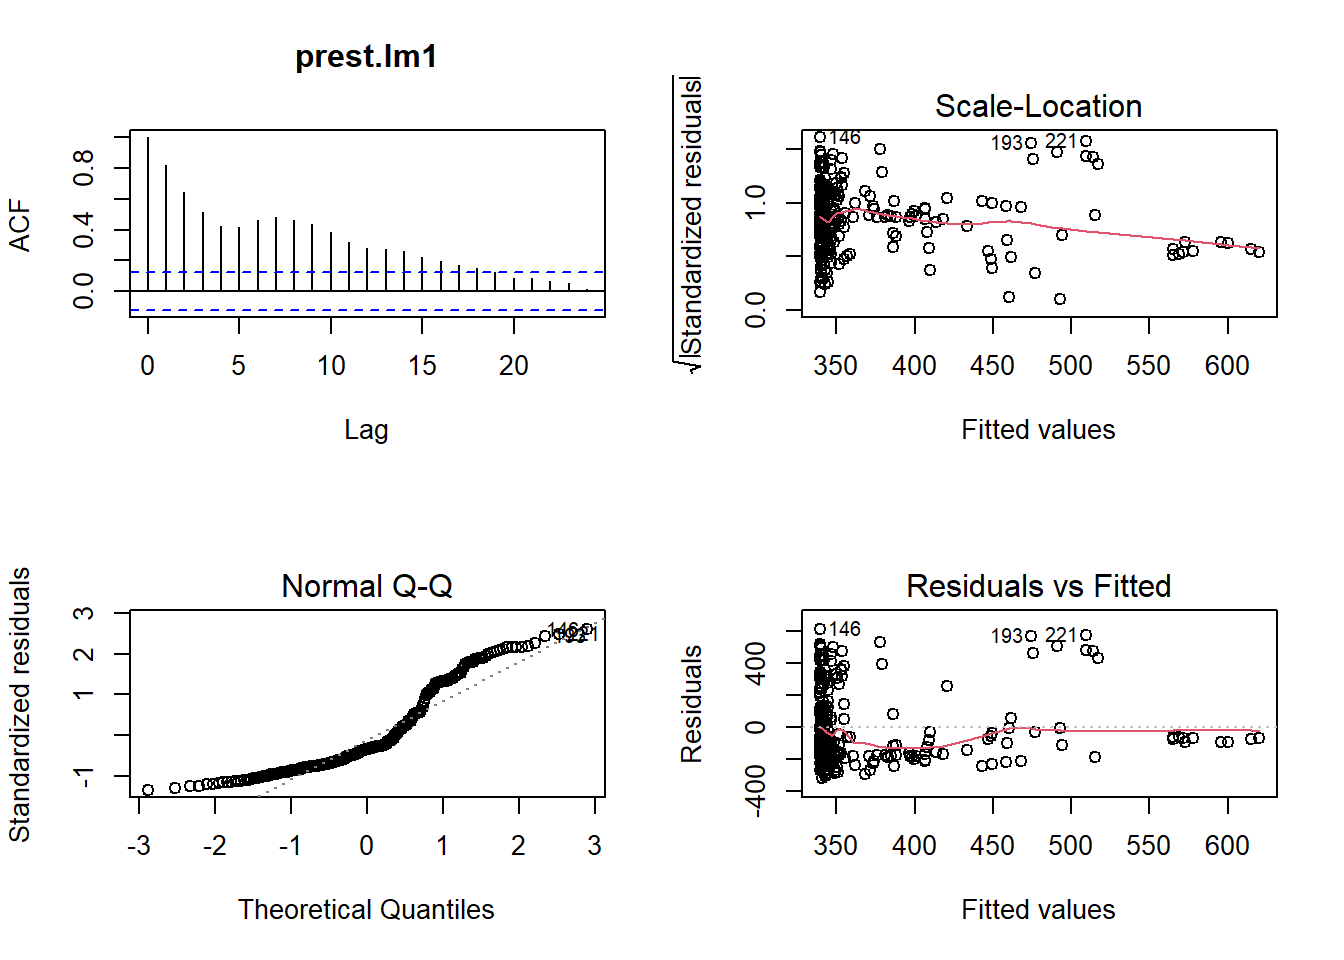 prest.lm1
ACF
0.0 0.4 0.8
0 5 10 15 20
Lag
Scale-Location
√|Standardized residuals|
0.0 1.0
146
193
221
350 400 450 500 550 600
Fitted values
Normal Q-Q
Standardized residuals
-1 1 2 3
146
193
221
-3 -2 -1 0 1 2 3
Theoretical Quantiles
Residuals vs Fitted
Residuals
-400 0 400
146
193
221
350 400 450 500 550 600
Fitted values